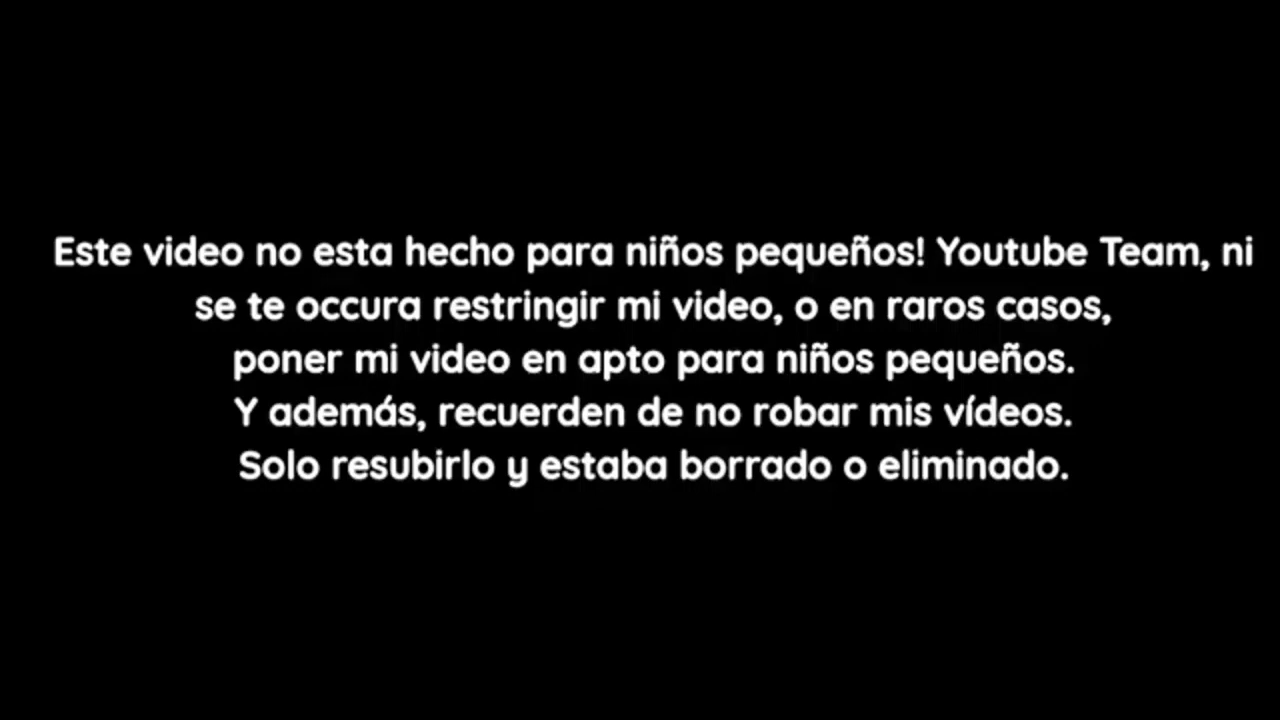 Este video no esta hecho para niños pequeños! Youtube Team, ni
se te occura restringir mi video, o en raros casos,
poner mi video en apto para niños pequeños.
Y además, recuerden de no robar mis vídeos.
Solo resubirlo y estaba borrado o eliminado.